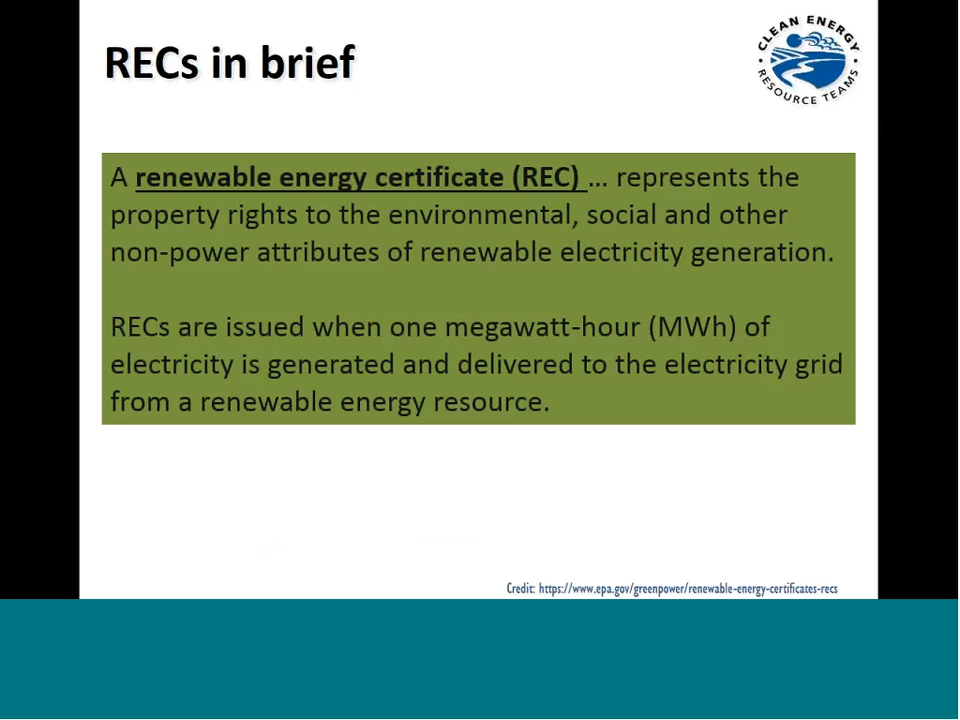 RECs in brief
CLEAN ENERGY
RESOURCE TEAMS
A renewable energy certificate (REC) … represents the
property rights to the environmental, social and other
non-power attributes of renewable electricity generation.
RECs are issued when one megawatt-hour (MWh) of
electricity is generated and delivered to the electricity grid
from a renewable energy resource.
Credit: https://www.epa.gov/greenpower/renewable-energy-certificates-recs